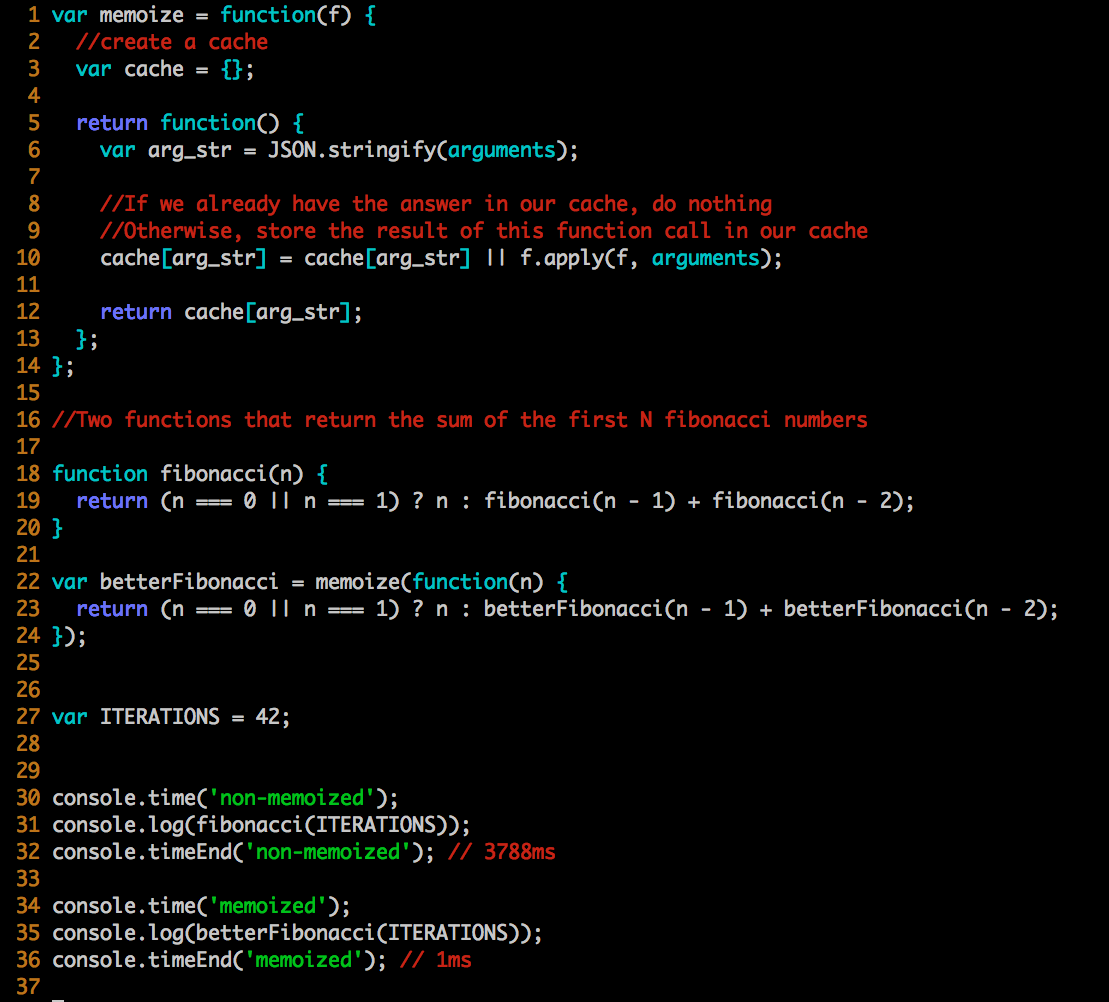 1 var memoize = function(f) {
2   //create a cache
3   var cache = {};
4
5   return function() {
6     var arg_str = JSON.stringify(arguments);
7
8     //If we already have the answer in our cache, do nothing
9     //Otherwise, store the result of this function call in our cache
10     cache[arg_str] = cache[arg_str] || f.apply(f, arguments);
11
12     return cache[arg_str];
13   };
14 };
15
16 //Two functions that return the sum of the first N fibonacci numbers
17
18 function fibonacci(n) {
19   return (n === 0 || n === 1) ? n : fibonacci(n - 1) + fibonacci(n - 2);
20 }
21
22 var betterFibonacci = memoize(function(n) {
23   return (n === 0 || n === 1) ? n : betterFibonacci(n - 1) + betterFibonacci(n - 2);
24 });
25
26
27 var ITERATIONS = 42;
28
29
30 console.time('non-memoized');
31 console.log(fibonacci(ITERATIONS));
32 console.timeEnd('non-memoized'); // 3788ms
33
34 console.time('memoized');
35 console.log(betterFibonacci(ITERATIONS));
36 console.timeEnd('memoized'); // 1ms
37